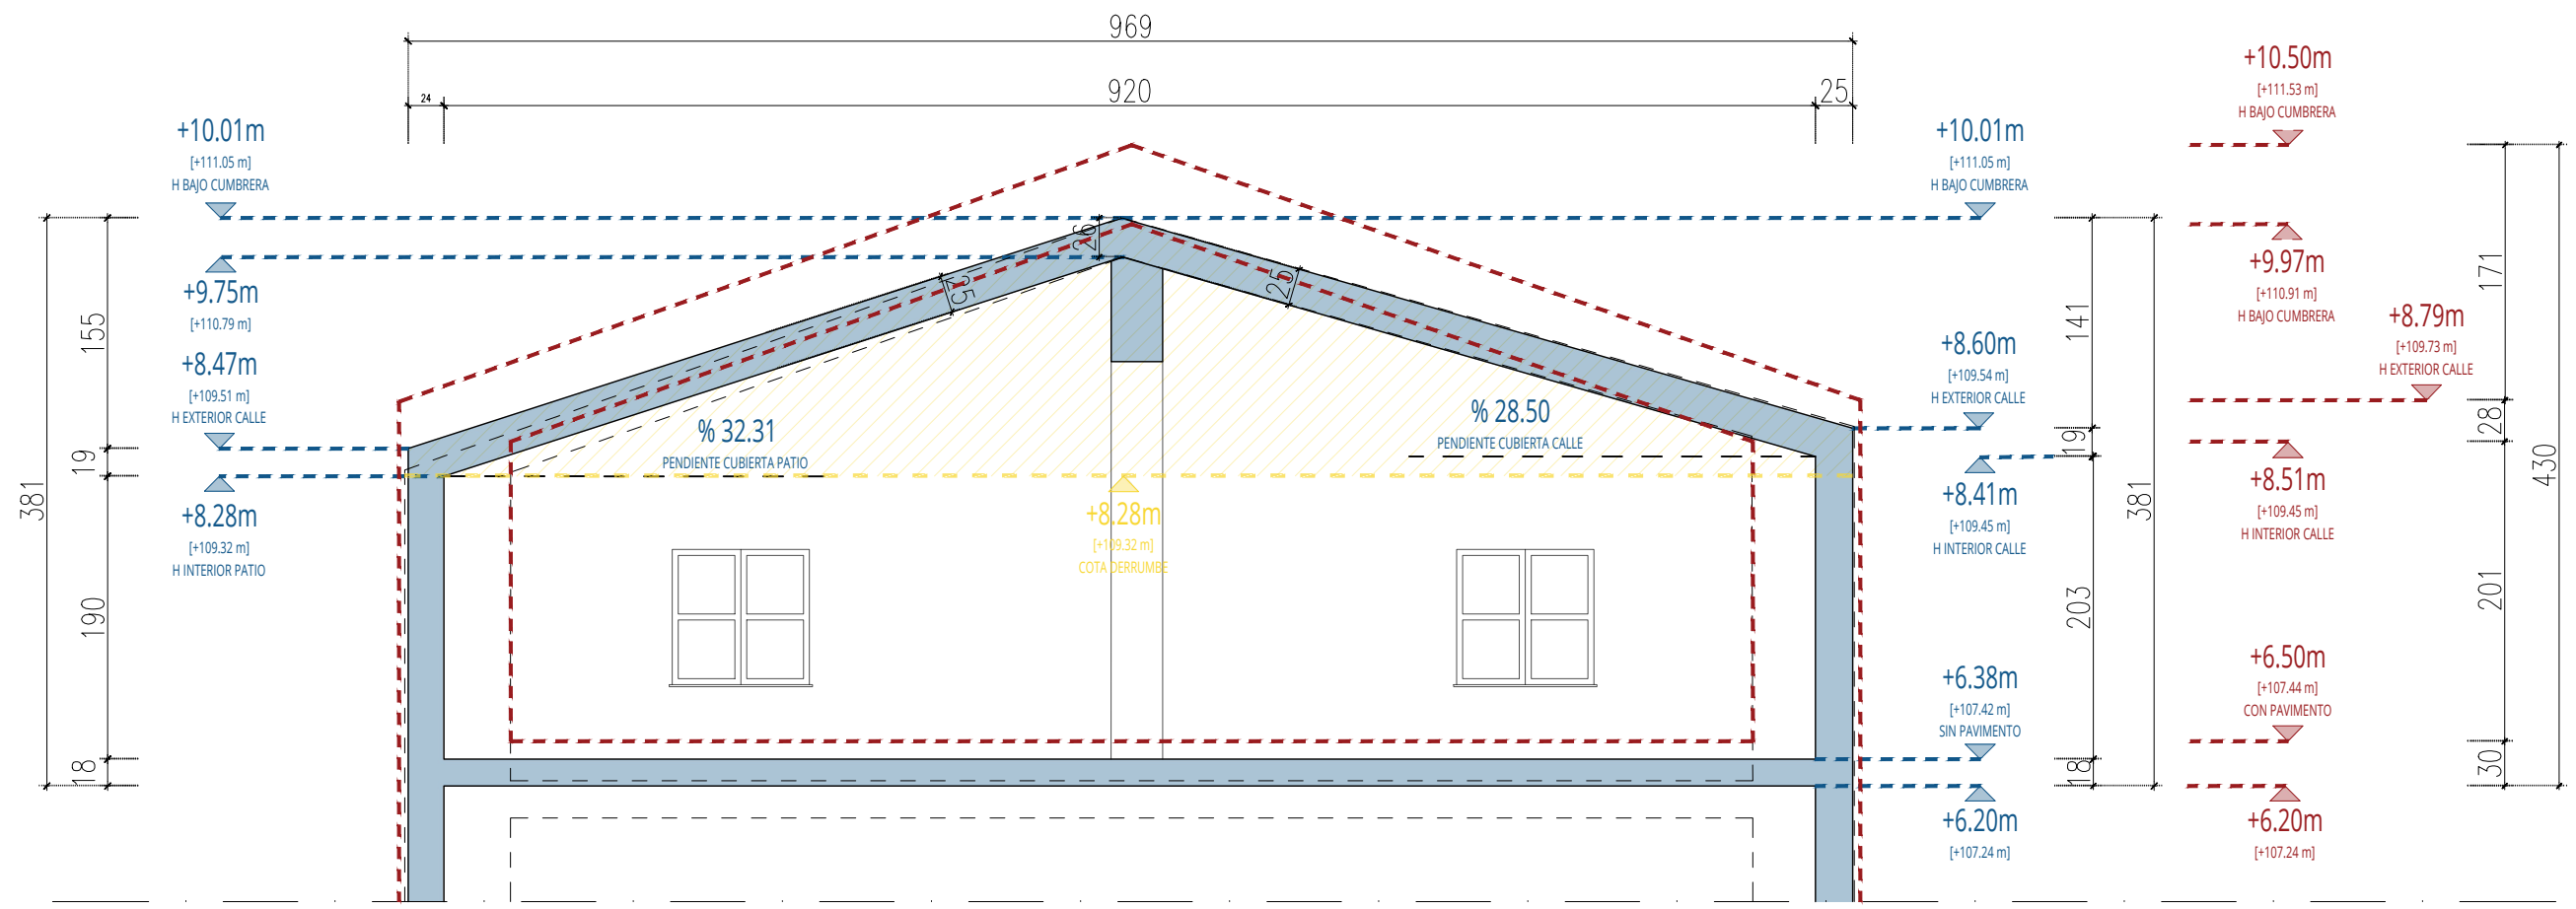 969
920
24
25
+10.01m
[+111.05 m]
H BAJO CUMBRERA
+9.75m
[+110.79 m]
+8.47m
[+109.51 m]
H EXTERIOR CALLE
+8.28m
[+109.32 m]
H INTERIOR PATIO
381
155
19
190
18
26
25
25
% 32.31
PENDIENTE CUBIERTA PATIO
% 28.50
PENDIENTE CUBIERTA CALLE
+8.28m
[+109.32 m]
COTA DERRUMBE
+10.01m
[+111.05 m]
H BAJO CUMBRERA
+8.60m
[+109.54 m]
H EXTERIOR CALLE
+8.41m
[+109.45 m]
H INTERIOR CALLE
+6.38m
[+107.42 m]
SIN PAVIMENTO
+6.20m
[+107.24 m]
141
19
203
18
381
+10.50m
[+111.53 m]
H BAJO CUMBRERA
+9.97m
[+110.91 m]
H BAJO CUMBRERA
+8.79m
[+109.73 m]
H EXTERIOR CALLE
+8.51m
[+109.45 m]
H INTERIOR CALLE
+6.50m
[+107.44 m]
CON PAVIMENTO
+6.20m
[+107.24 m]
171
28
201
30
430